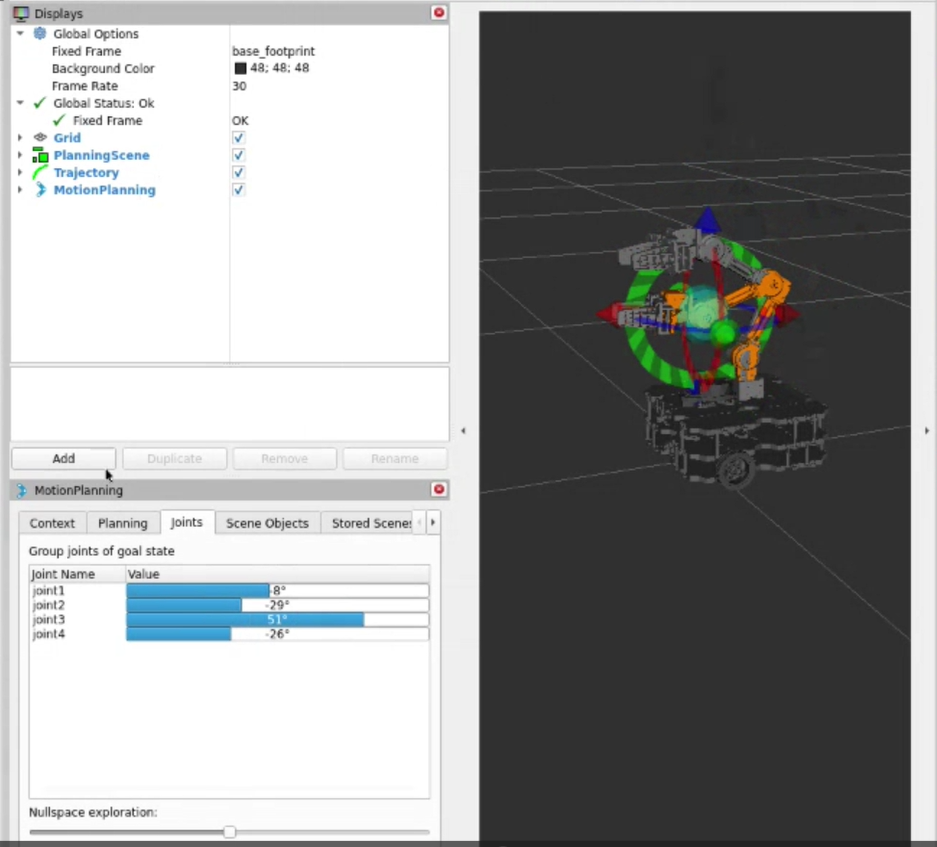 Displays
Global Options
Fixed Frame base_footprint
Background Color 48; 48; 48
Frame Rate 30
Global Status: Ok
Fixed Frame OK
Grid
PlanningScene
Trajectory
MotionPlanning
Add Duplicate Remove Rename
MotionPlanning
Context Planning Joints Scene Objects Stored Scenes
Group joints of goal state
Joint Name Value
joint1 -8°
joint2 -29°
joint3 51°
joint4 -26°
Nullspace exploration: